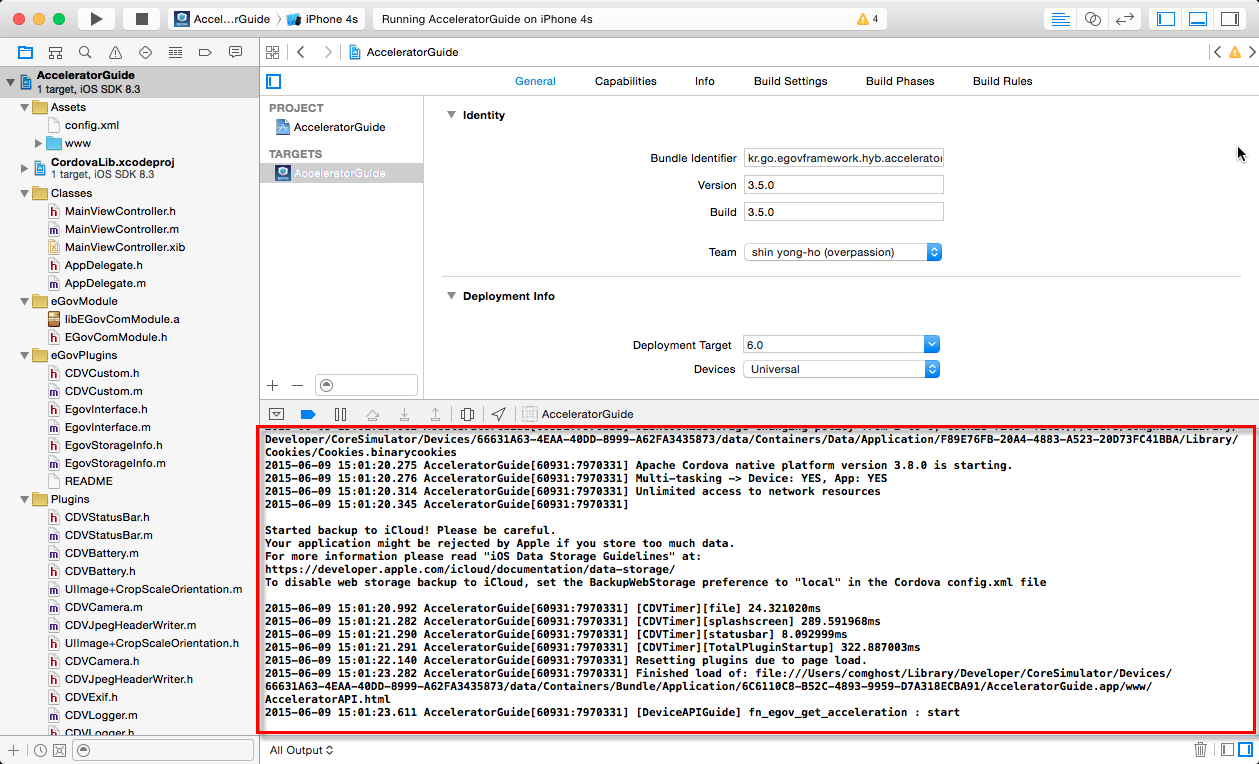 Accel...rGuide
iPhone 4s
Running AcceleratorGuide on iPhone 4s
4
AcceleratorGuide
AcceleratorGuide
1 target, iOS SDK 8.3
Assets
config.xml
www
CordovaLib.xcodeproj
1 target, iOS SDK 8.3
Classes
MainViewController.h
MainViewController.m
MainViewController.xib
AppDelegate.h
AppDelegate.m
eGovModule
libEGovComModule.a
EGovComModule.h
eGovPlugins
CDVCustom.h
CDVCustom.m
EgovInterface.h
EgovInterface.m
EgovStorageInfo.h
EgovStorageInfo.m
README
Plugins
CDVStatusBar.h
CDVStatusBar.m
CDVBattery.m
CDVBattery.h
UIImage+CropScaleOrientation.m
CDVCamera.m
CDVJpegHeaderWriter.m
UIImage+CropScaleOrientation.h
CDVCamera.h
CDVJpegHeaderWriter.h
CDVExif.h
CDVLogger.m
CDVLogger.h
General
Capabilities
Info
Build Settings
Build Phases
Build Rules
PROJECT
AcceleratorGuide
TARGETS
AcceleratorGuide
Identity
Bundle Identifier
kr.go.egovframework.hyb.accelerator
Version
3.5.0
Build
3.5.0
Team
shin yong-ho (overpassion)
Deployment Info
Deployment Target
6.0
Devices
Universal
AcceleratorGuide
Developer/CoreSimulator/Devices/66631A63-4EAA-40DD-8999-A62FA3435873/data/Containers/Data/Application/F89E76FB-20A4-4883-A523-20D73FC41BBA/Library/
Cookies/Cookies.binarycookies
2015-06-09 15:01:20.275 AcceleratorGuide[60931:7970331] Apache Cordova native platform version 3.8.0 is starting.
2015-06-09 15:01:20.276 AcceleratorGuide[60931:7970331] Multi-tasking -> Device: YES, App: YES
2015-06-09 15:01:20.314 AcceleratorGuide[60931:7970331] Unlimited access to network resources
2015-06-09 15:01:20.345 AcceleratorGuide[60931:7970331]
Started backup to iCloud! Please be careful.
Your application might be rejected by Apple if you store too much data.
For more information please read "iOS Data Storage Guidelines" at:
https://developer.apple.com/icloud/documentation/data-storage/
To disable web storage backup to iCloud, set the BackupWebStorage preference to "local" in the Cordova config.xml file
2015-06-09 15:01:20.992 AcceleratorGuide[60931:7970331] [CDVTimer][file] 24.321020ms
2015-06-09 15:01:21.282 AcceleratorGuide[60931:7970331] [CDVTimer][splashscreen] 289.591968ms
2015-06-09 15:01:21.290 AcceleratorGuide[60931:7970331] [CDVTimer][statusbar] 8.092999ms
2015-06-09 15:01:21.291 AcceleratorGuide[60931:7970331] [CDVTimer][TotalPluginStartup] 322.887003ms
2015-06-09 15:01:22.140 AcceleratorGuide[60931:7970331] Resetting plugins due to page load.
2015-06-09 15:01:23.282 AcceleratorGuide[60931:7970331] Finished load of: file:///Users/comghost/Library/Developer/CoreSimulator/Devices/
66631A63-4EAA-40DD-8999-A62FA3435873/data/Containers/Bundle/Application/6C6110C8-B52C-4893-9959-D7A318ECBA91/AcceleratorGuide.app/www/
AcceleratorAPI.html
2015-06-09 15:01:23.611 AcceleratorGuide[60931:7970331] [DeviceAPIGuide] fn_egov_get_acceleration : start
All Output